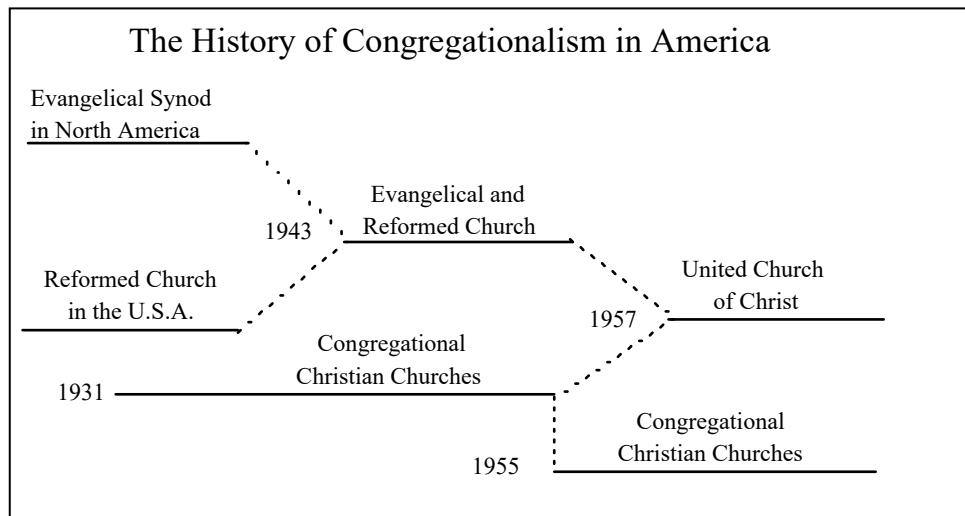 The History of Congregationalism in America
Evangelical Synod
in North America
Evangelical and
Reformed Church
1943
Reformed Church
in the U.S.A.
United Church
of Christ
1957
Congregational
Christian Churches
1931
Congregational
Christian Churches
1955